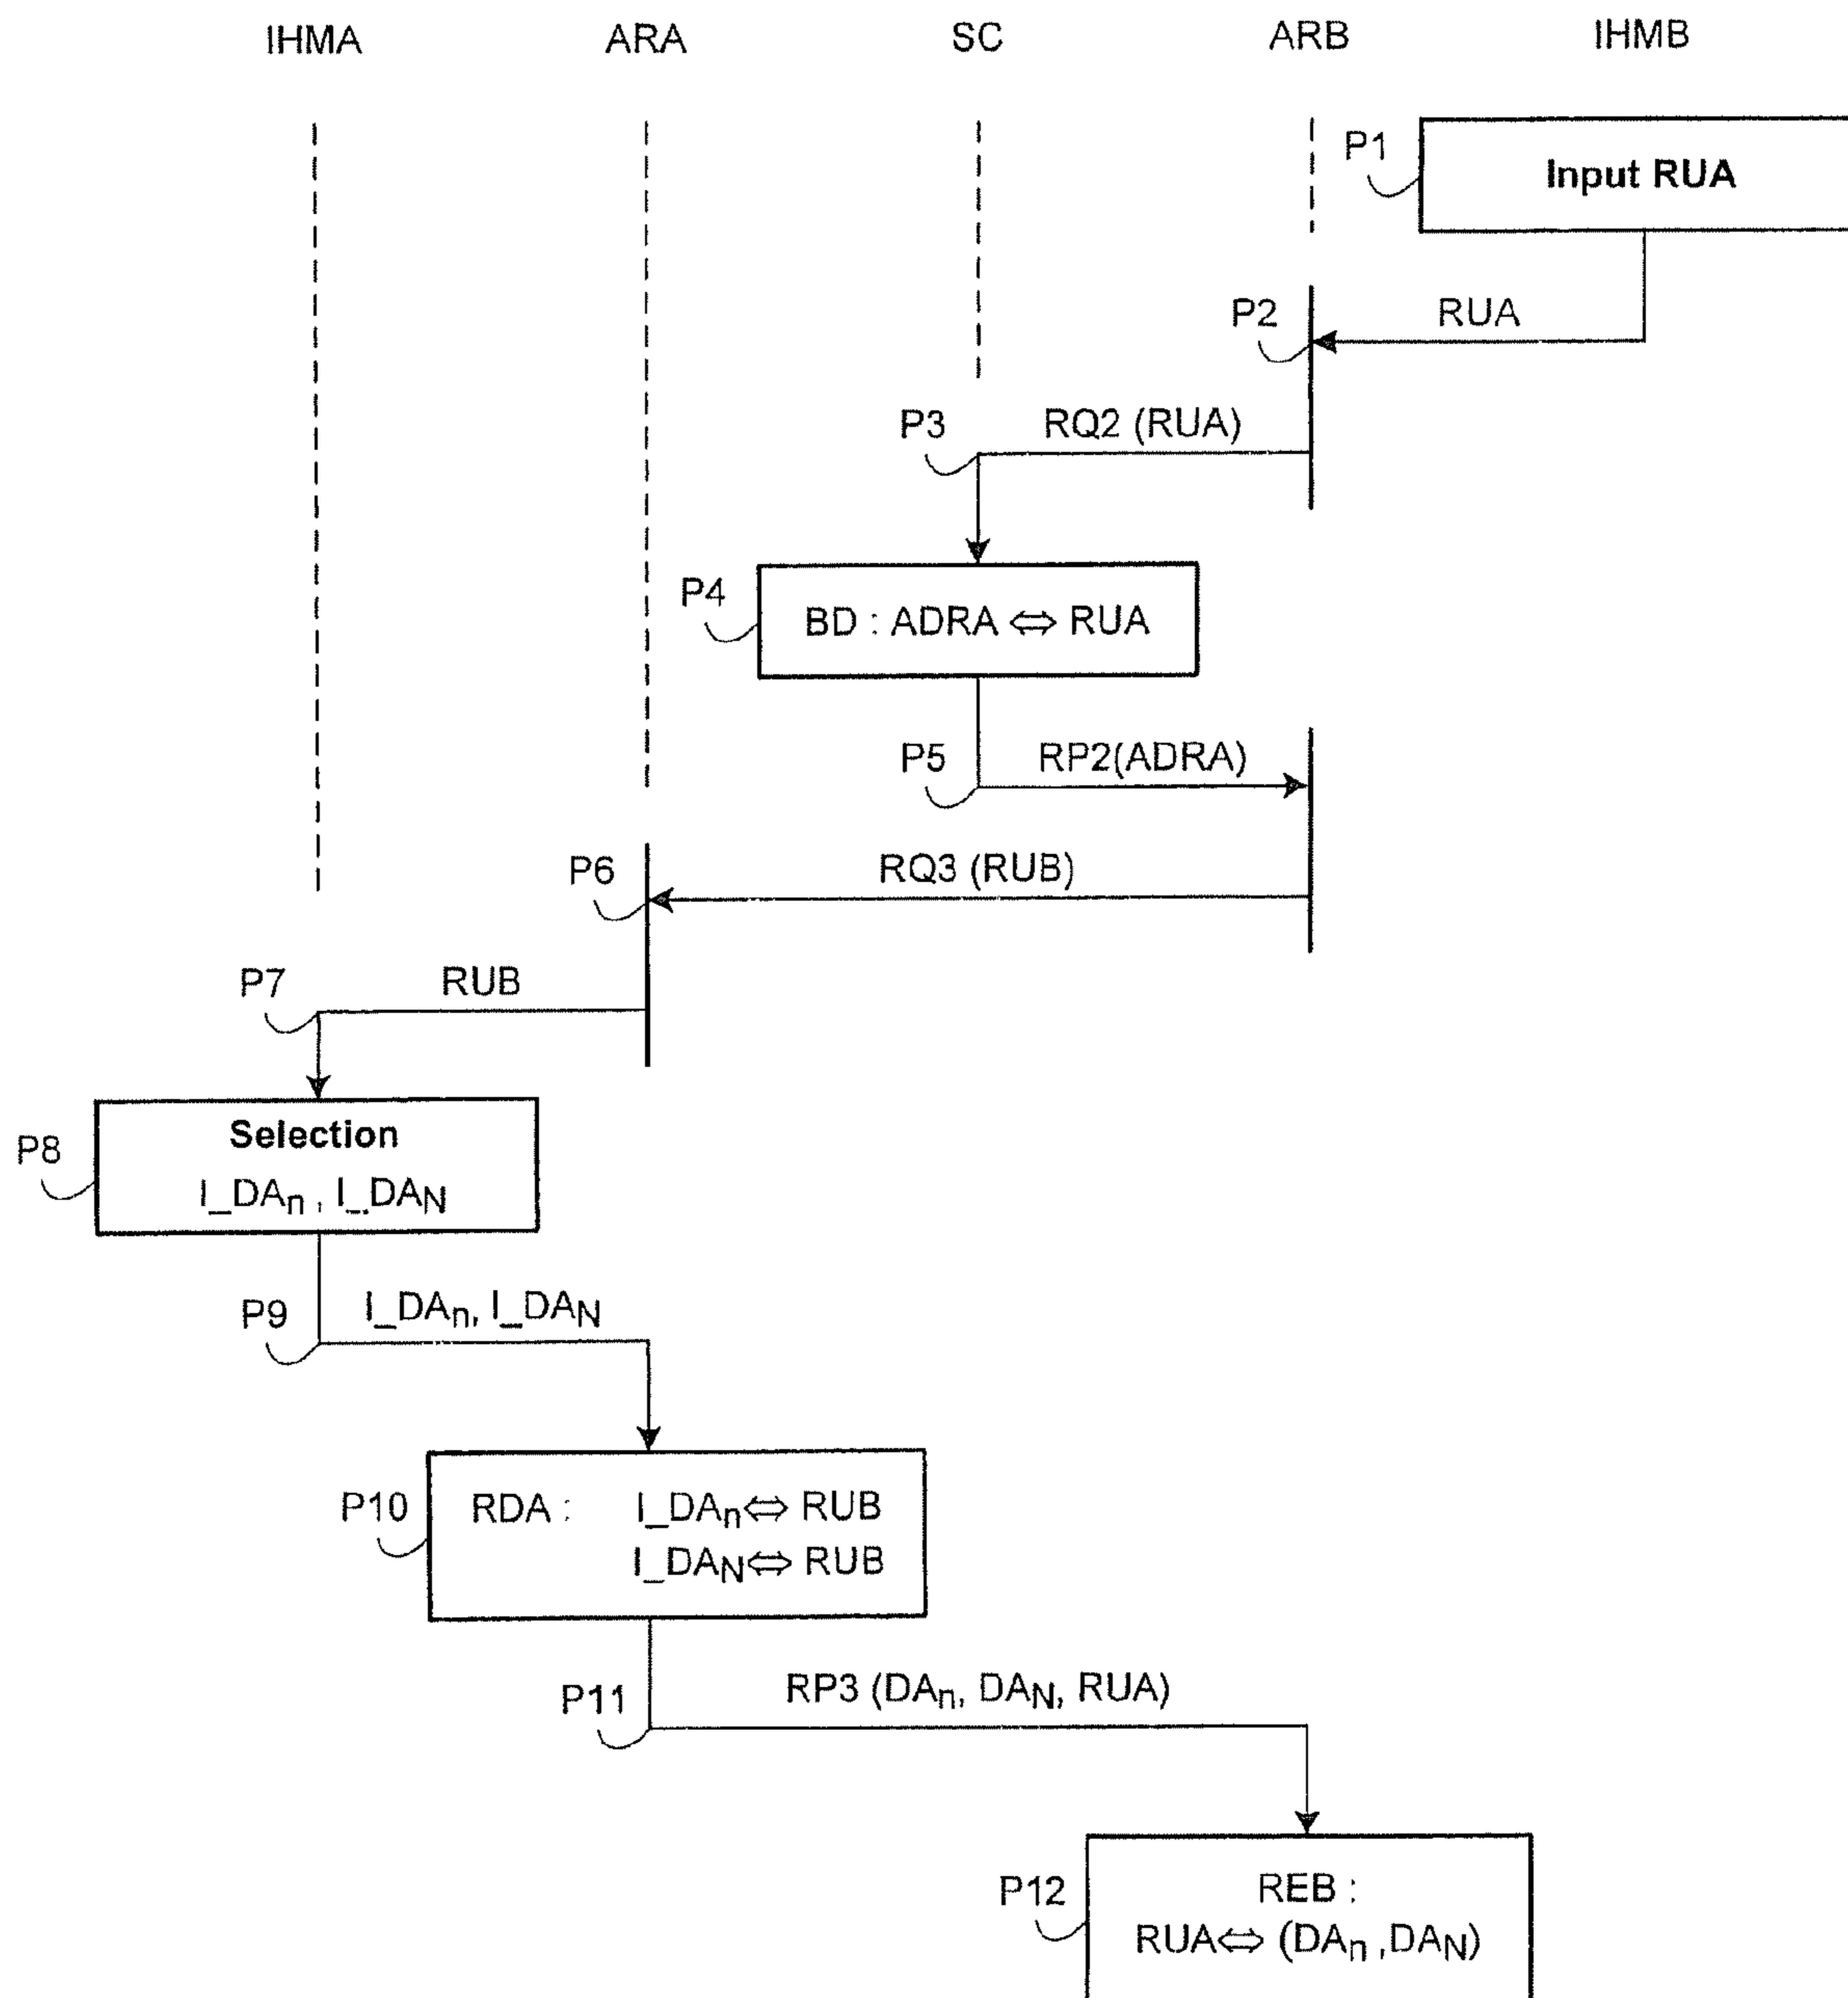 IHMA ARA SC ARB IHMB
P1 Input RUA
P2 RUA
P3 RQ2 (RUA)
P4 BD : ADRA ⇔ RUA
P5 RP2(ADRA)
P6 RQ3 (RUB)
P7 RUB
P8 Selection
I_DAn , I_DAN
P9 I_DAn, I_DAN
P10 RDA : I_DAn ⇔ RUB
I_DAN ⇔ RUB
P11 RP3 (DAn, DAN, RUA)
P12 REB :
RUA ⇔ (DAn ,DAN)